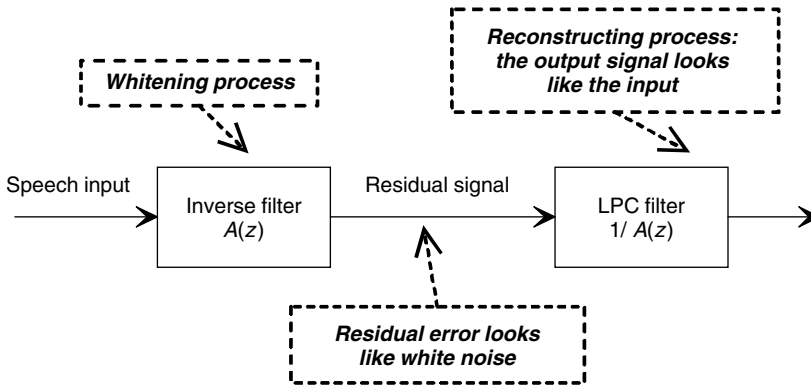 Reconstructing process:
the output signal looks
like the input
Whitening process
Speech input
Inverse filter
A(z)
Residual signal
LPC filter
1/ A(z)
Residual error looks
like white noise